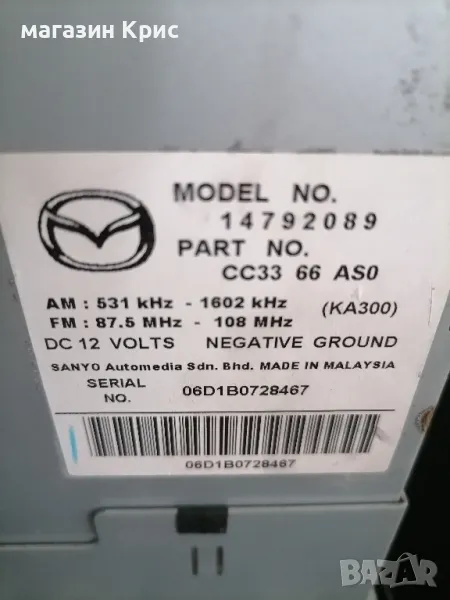 магазин Крис
MODEL NO.
14792089
PART NO.
CC33 66 AS0
AM : 531 kHz - 1602 kHz (KA300)
FM : 87.5 MHz - 108 MHz
DC 12 VOLTS NEGATIVE GROUND
SANYO Automedia Sdn. Bhd. MADE IN MALAYSIA
SERIAL NO. 06D1B0728467
06D1B0728467
BAZAR